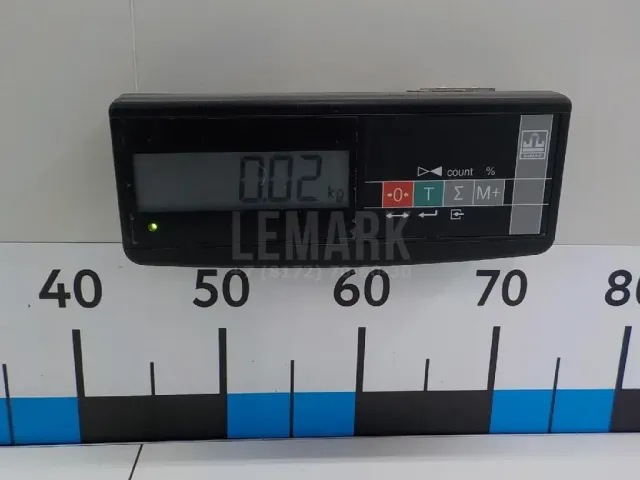 0.02 kg
count %
→0← T Σ M+
LEMARK
40 50 60 70 80